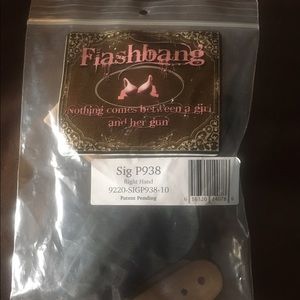 Flashbang
Nothing comes between a girl
and her gun
Sig P938
Right Hand
9220-SIGP938-10
Patent Pending